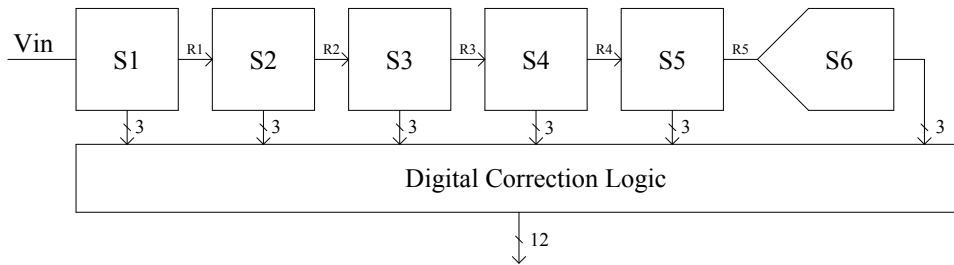 Vin
S1
R1
S2
R2
S3
R3
S4
R4
S5
R5
S6
3
3
3
3
3
3
Digital Correction Logic
12